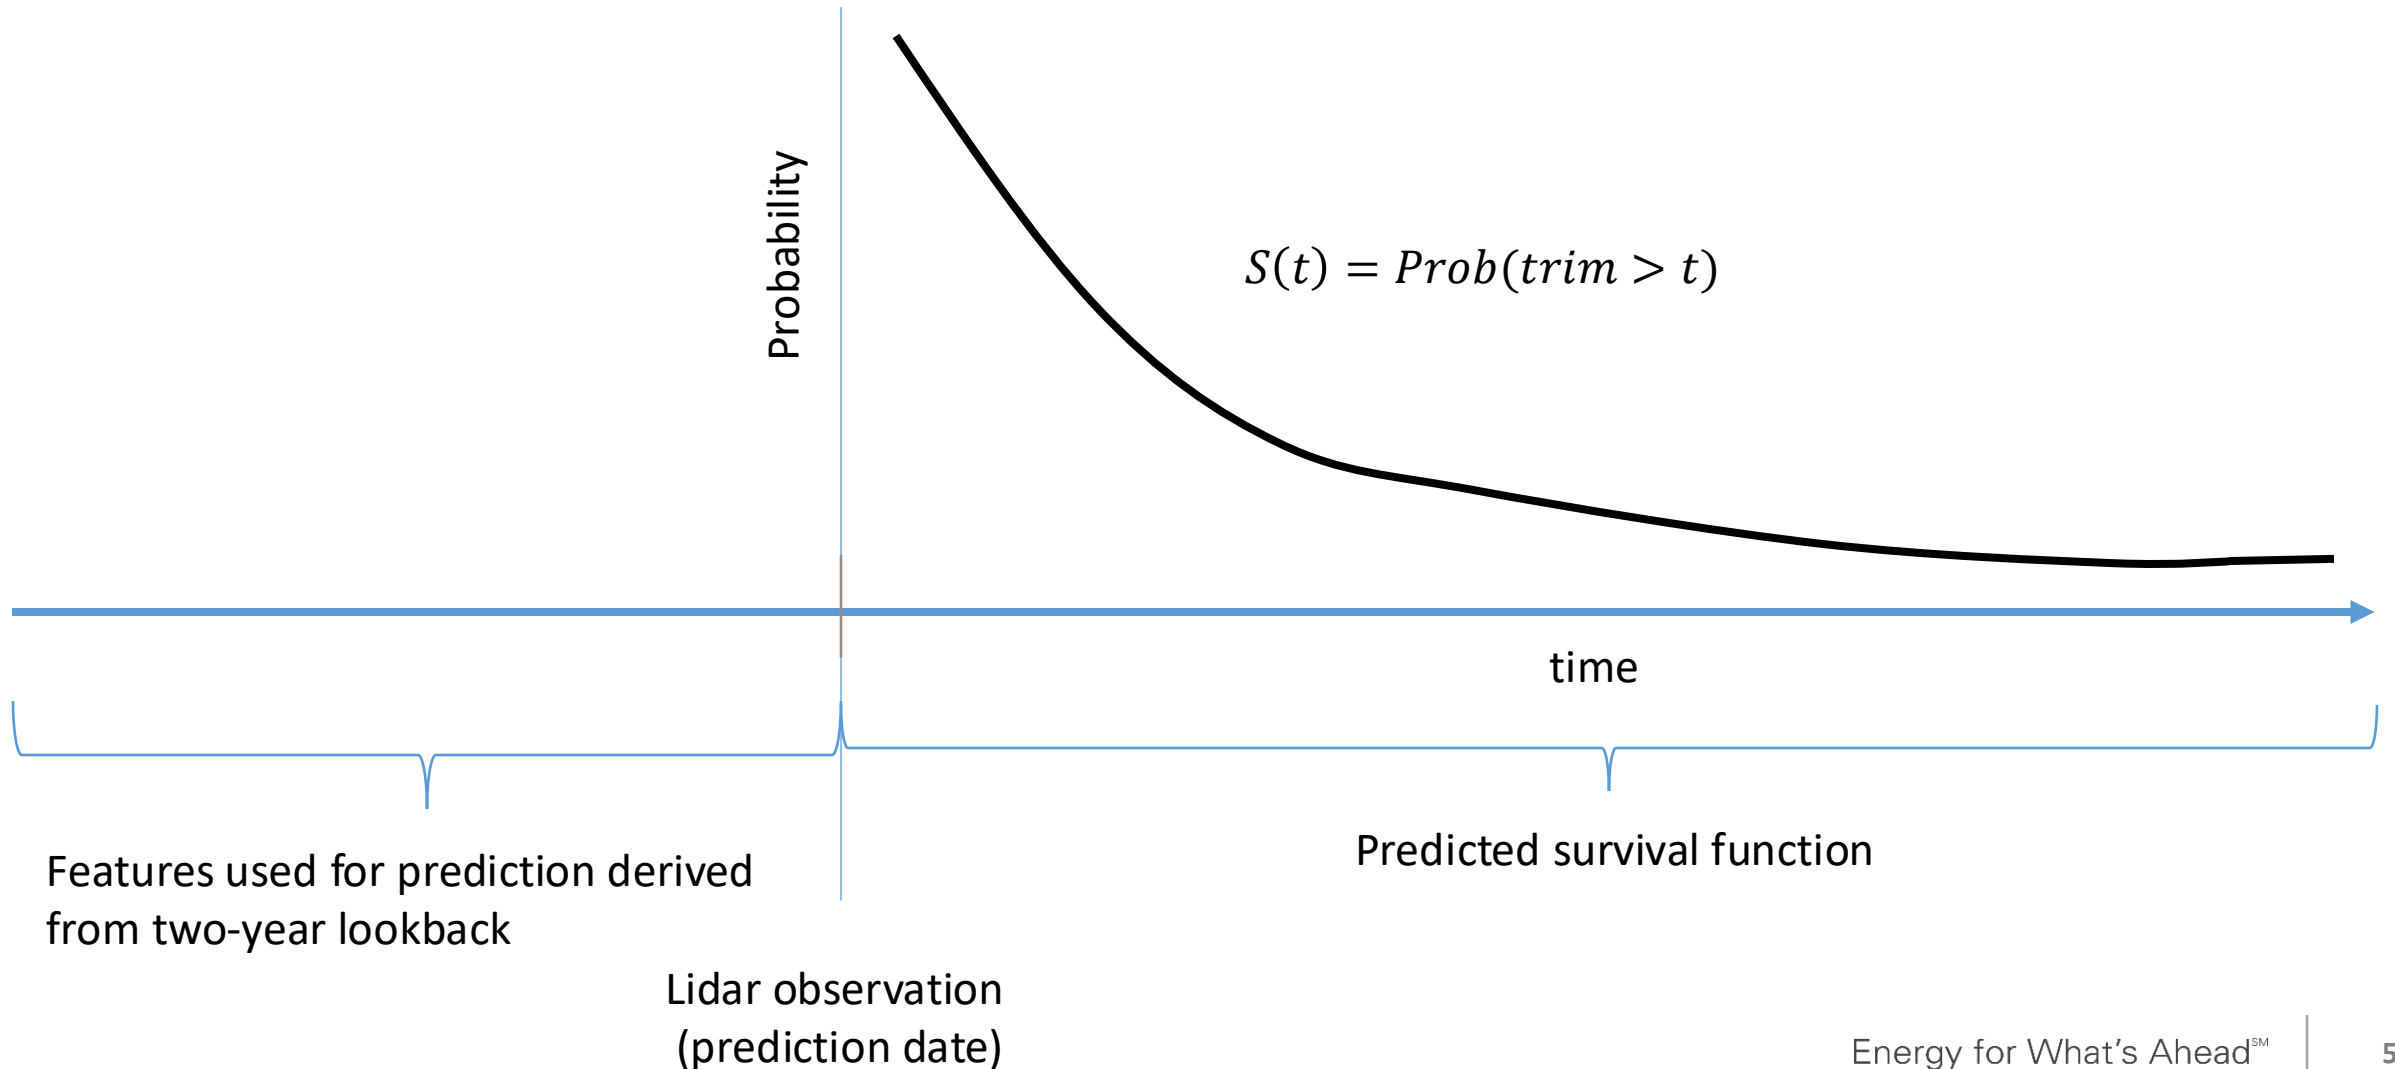 Probability
S(t) = Prob(trim > t)
time
Features used for prediction derived
from two-year lookback
Predicted survival function
Lidar observation
(prediction date)
Energy for What's Ahead℠
5